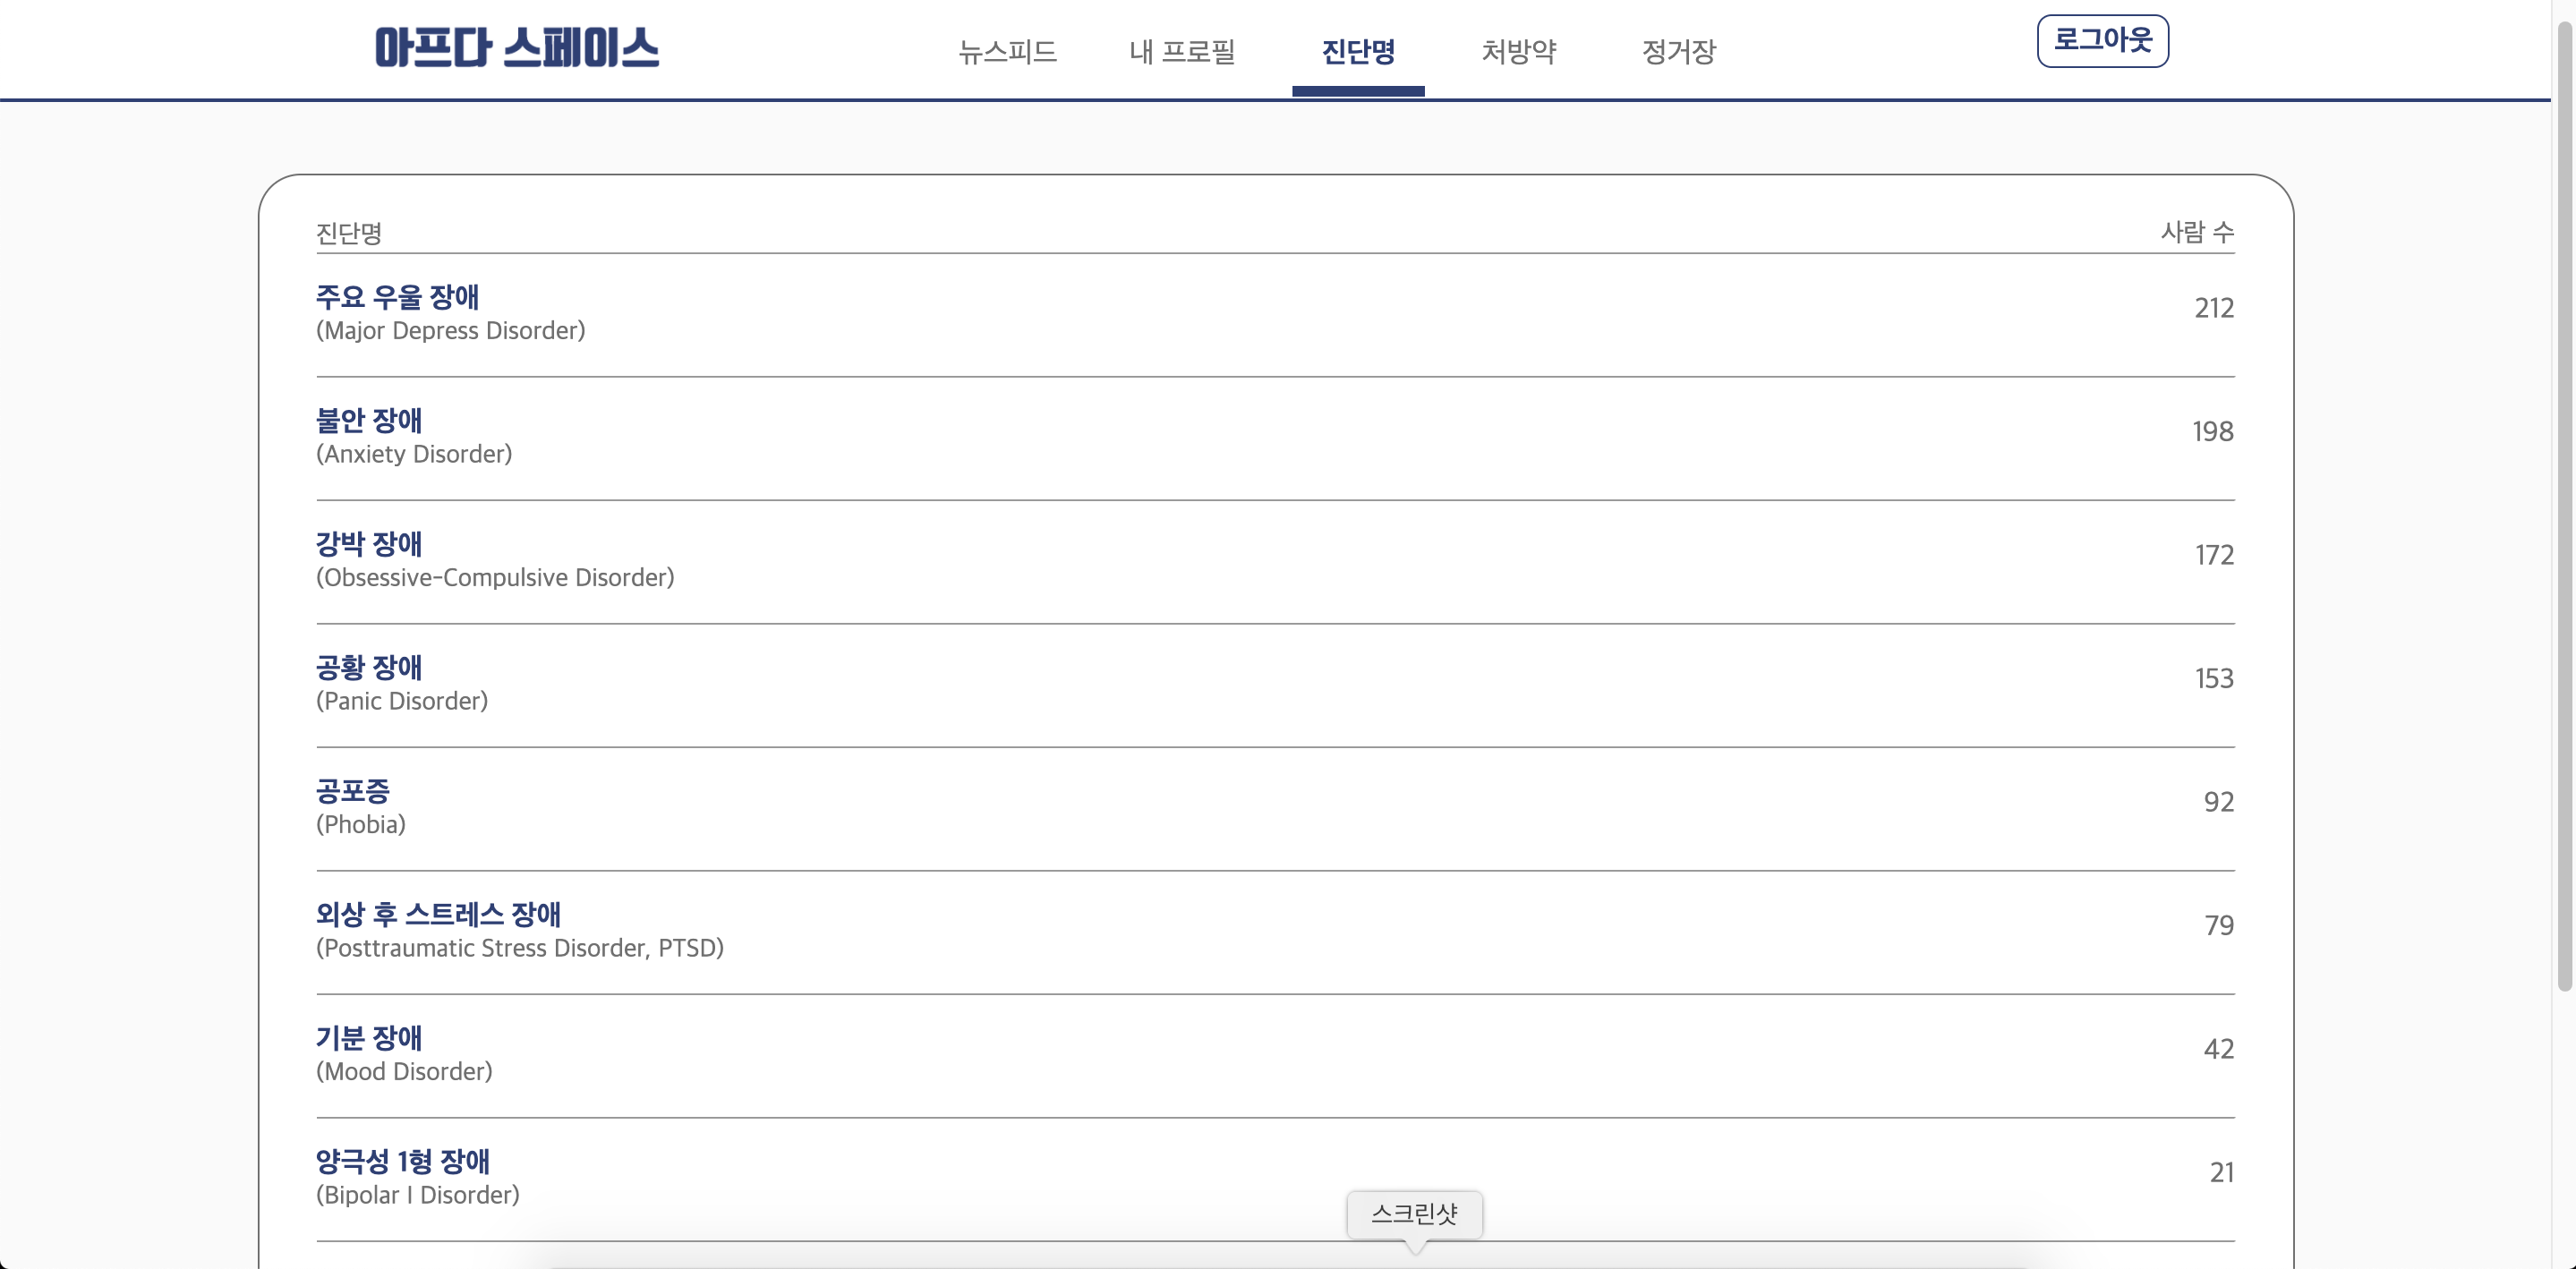 아프다 스페이스
뉴스피드 내 프로필 진단명 처방약 정거장
로그아웃
진단명 사람 수
주요 우울 장애
(Major Depress Disorder)
212
불안 장애
(Anxiety Disorder)
198
강박 장애
(Obsessive-Compulsive Disorder)
172
공황 장애
(Panic Disorder)
153
공포증
(Phobia)
92
외상 후 스트레스 장애
(Posttraumatic Stress Disorder, PTSD)
79
기분 장애
(Mood Disorder)
42
양극성 1형 장애
(Bipolar I Disorder)
21
스크린샷